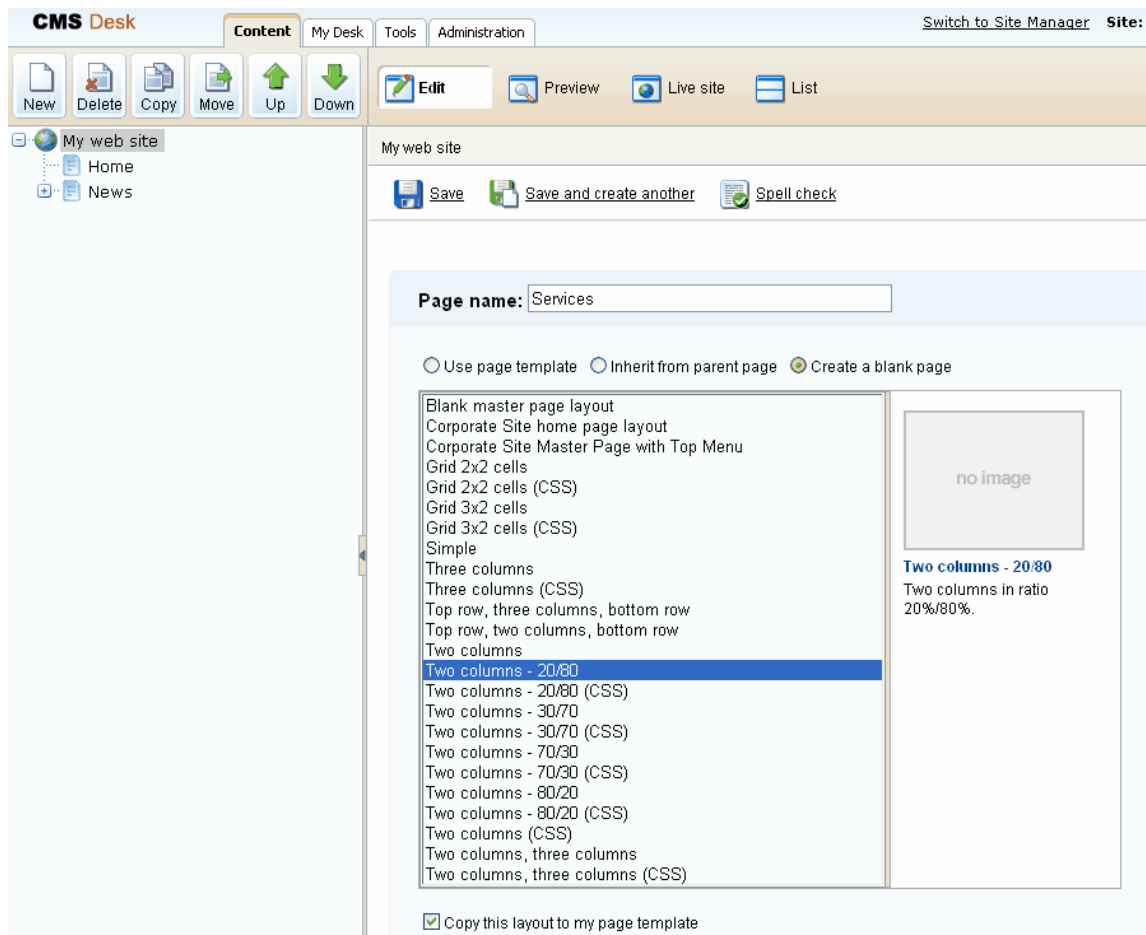 CMS Desk
Content
My Desk
Tools
Administration
Switch to Site Manager
Site:
New
Delete
Copy
Move
Up
Down
Edit
Preview
Live site
List
My web site
Home
News
My web site
Save
Save and create another
Spell check
Page name:
Services
Use page template
Inherit from parent page
Create a blank page
Blank master page layout
Corporate Site home page layout
Corporate Site Master Page with Top Menu
Grid 2x2 cells
Grid 2x2 cells (CSS)
Grid 3x2 cells
Grid 3x2 cells (CSS)
Simple
Three columns
Three columns (CSS)
Top row, three columns, bottom row
Top row, two columns, bottom row
Two columns
Two columns - 20/80
Two columns - 20/80 (CSS)
Two columns - 30/70
Two columns - 30/70 (CSS)
Two columns - 70/30
Two columns - 70/30 (CSS)
Two columns - 80/20
Two columns - 80/20 (CSS)
Two columns (CSS)
Two columns, three columns
Two columns, three columns (CSS)
no image
Two columns - 20/80
Two columns in ratio
20%/80%.
Copy this layout to my page template